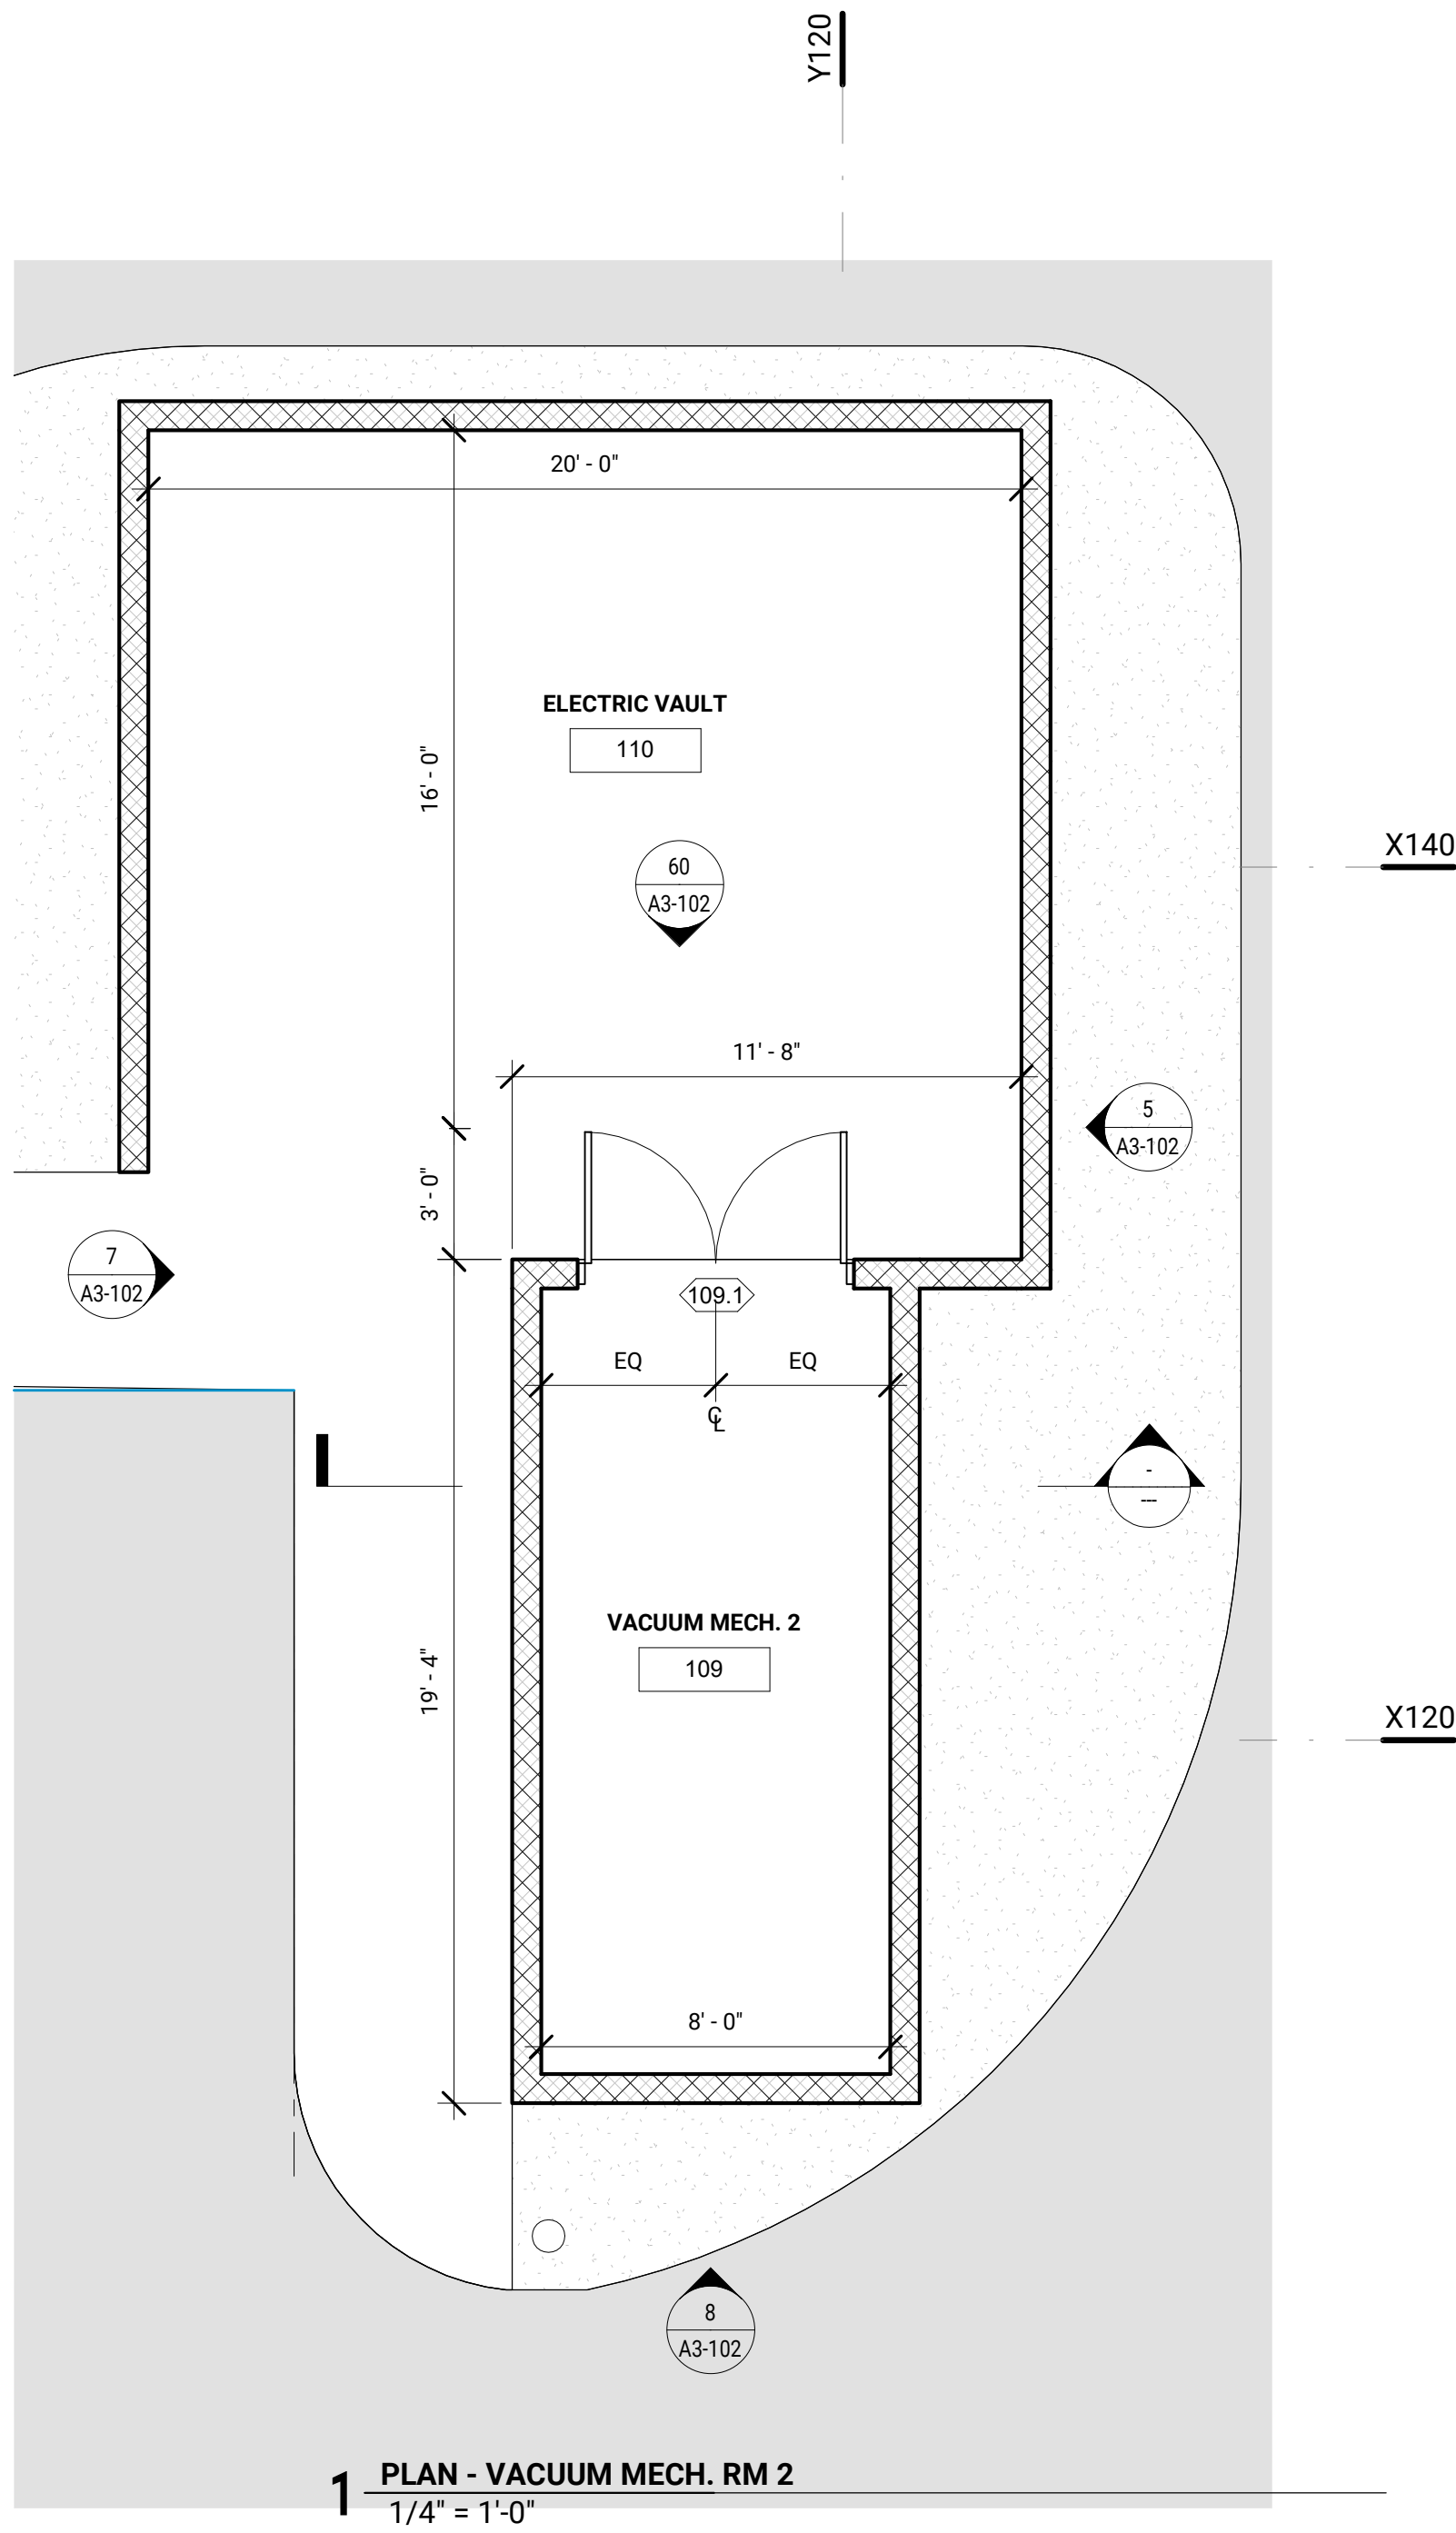 Y120
20' - 0"
ELECTRIC VAULT
110
16' - 0"
X140
60
A3-102
11' - 8"
5
A3-102
3' - 0"
7
A3-102
109.1
EQ
EQ
℄
-
---
VACUUM MECH. 2
109
19' - 4"
X120
8' - 0"
8
A3-102
1 PLAN - VACUUM MECH. RM 2
1/4" = 1'-0"